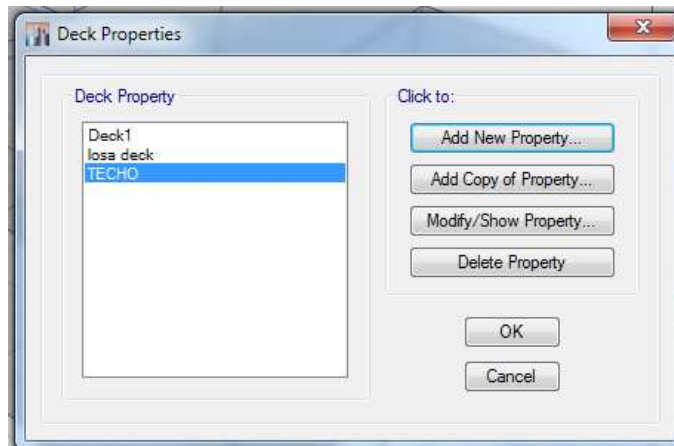 Deck Properties
Deck Property
Deck1
losa deck
TECHO
Click to:
Add New Property...
Add Copy of Property...
Modify/Show Property...
Delete Property
OK
Cancel